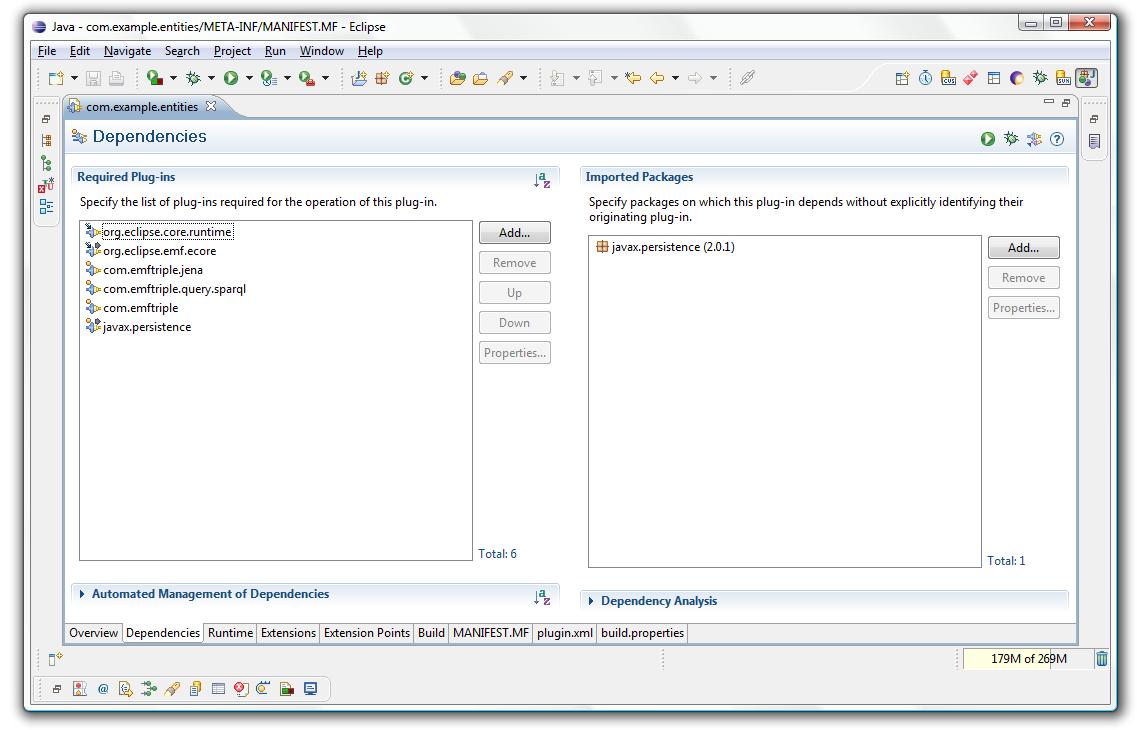 Java - com.example.entities/META-INF/MANIFEST.MF - Eclipse
File Edit Navigate Search Project Run Window Help
com.example.entities
Dependencies
Required Plug-ins
Specify the list of plug-ins required for the operation of this plug-in.
org.eclipse.core.runtime
org.eclipse.emf.ecore
com.emftriple.jena
com.emftriple.query.sparql
com.emftriple
javax.persistence
Add...
Remove
Up
Down
Properties...
Total: 6
Imported Packages
Specify packages on which this plug-in depends without explicitly identifying their
originating plug-in.
javax.persistence (2.0.1)
Add...
Remove
Properties...
Total: 1
Automated Management of Dependencies
Dependency Analysis
Overview Dependencies Runtime Extensions Extension Points Build MANIFEST.MF plugin.xml build.properties
179M of 269M